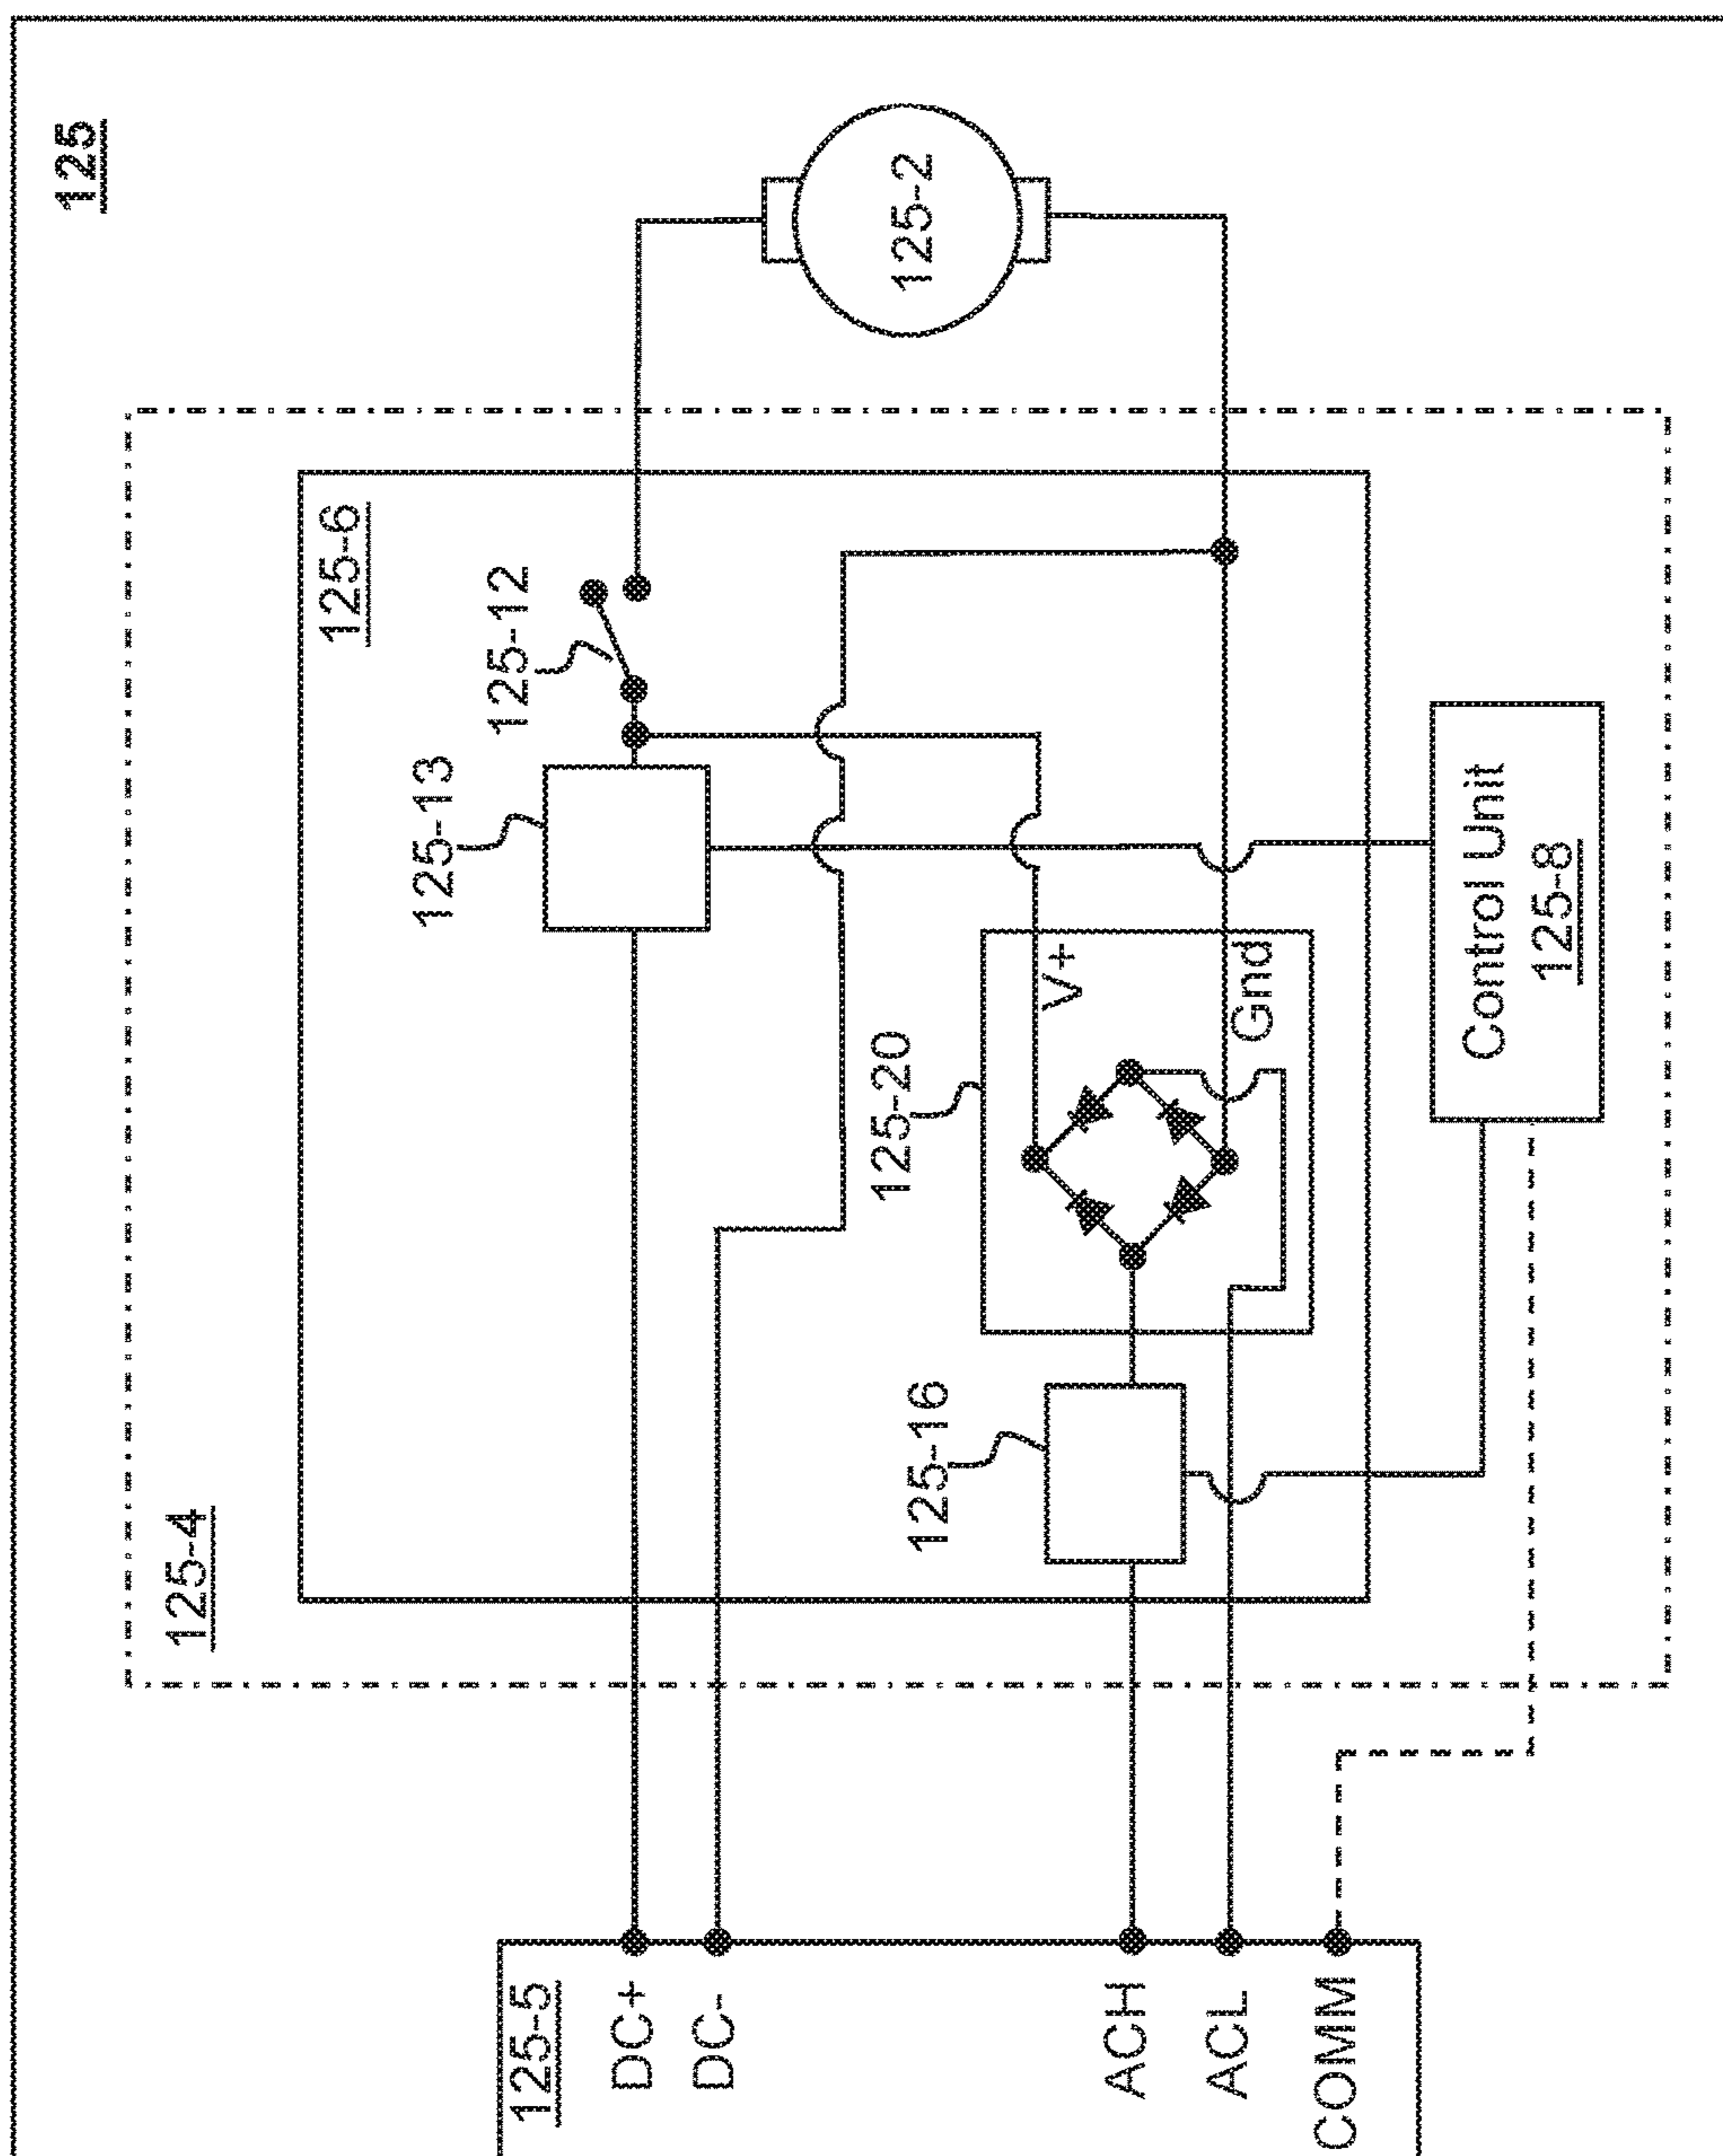 125
125-4
125-6
125-12
125-13
125-2
125-5
DC+
DC-
125-20
V+
Gnd
125-16
ACH
ACL
COMM
Control Unit
125-8